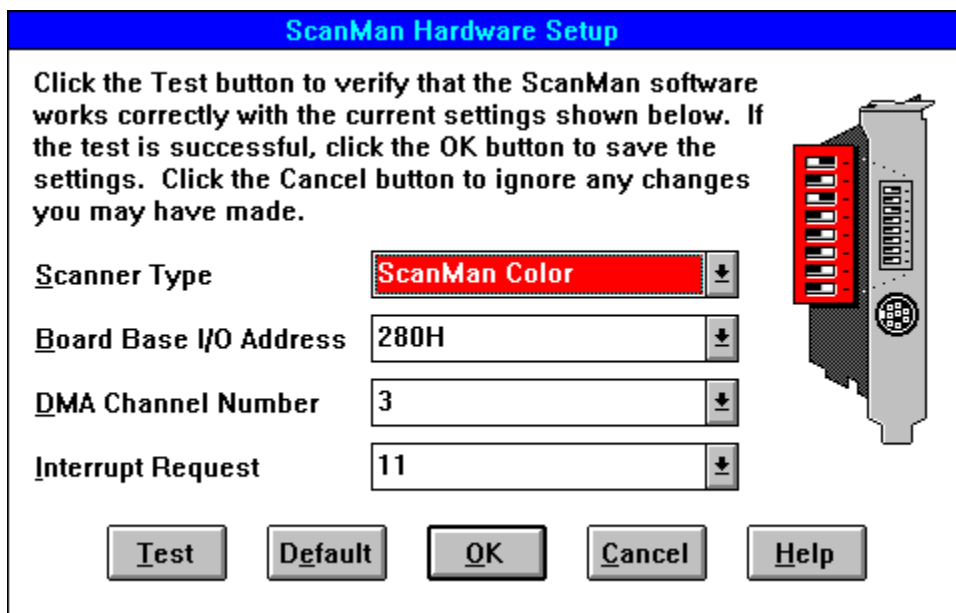 ScanMan Hardware Setup
Click the Test button to verify that the ScanMan software
works correctly with the current settings shown below.  If
the test is successful, click the OK button to save the
settings.  Click the Cancel button to ignore any changes
you may have made.
Scanner Type ScanMan Color
Board Base I/O Address 280H
DMA Channel Number 3
Interrupt Request 11
Test Default OK Cancel Help